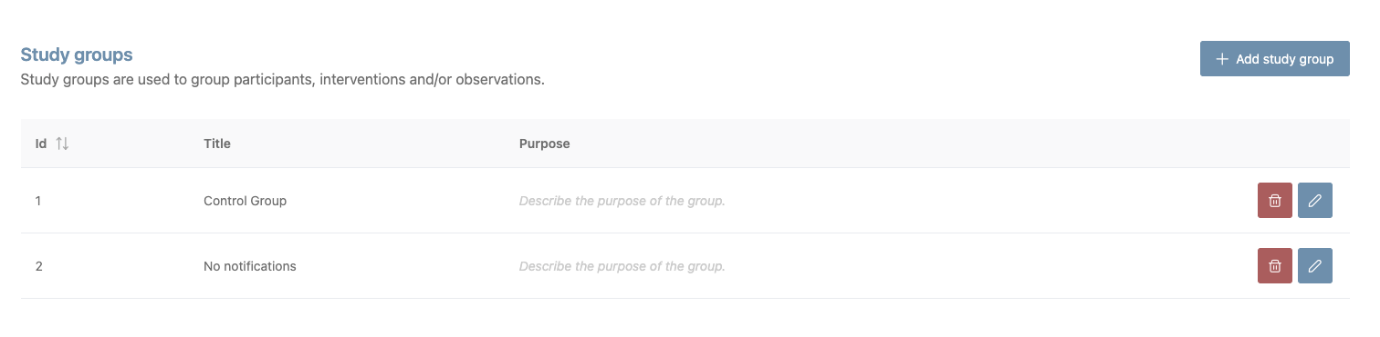 Study groups
Add study group
Study groups are used to group participants, interventions and/or observations.
Id Title Purpose
1 Control Group Describe the purpose of the group.
2 No notifications Describe the purpose of the group.